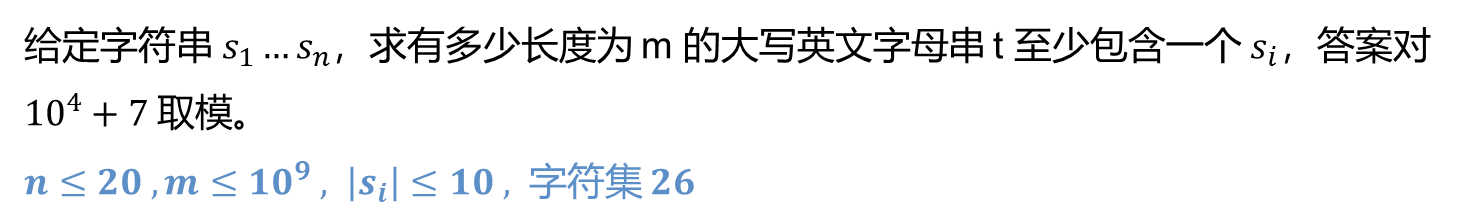 给定字符串 s₁ … sₙ，求有多少长度为 m 的大写英文字母串 t 至少包含一个 sᵢ，答案对
10⁴ + 7 取模。
n ≤ 20 , m ≤ 10⁹ , |sᵢ| ≤ 10 , 字符集 26